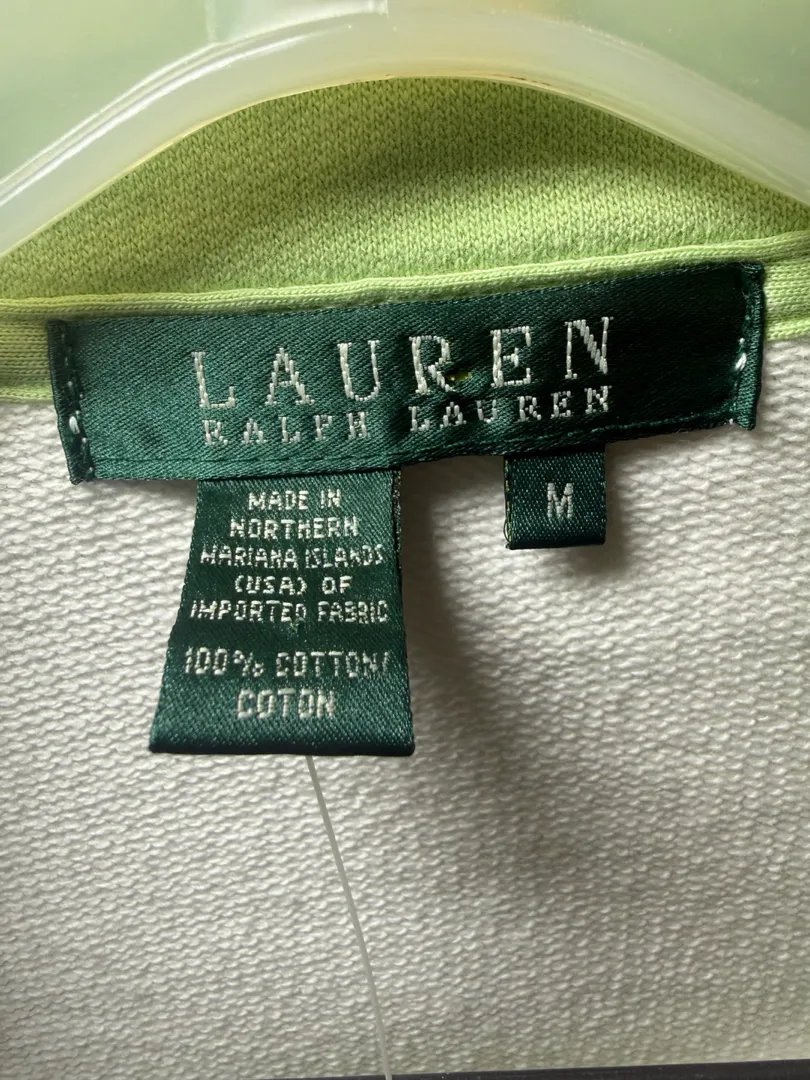 LAUREN
RALPH LAUREN
M
MADE IN
NORTHERN
MARIANA ISLANDS
(USA) OF
IMPORTED FABRIC
100% COTTON/
COTON